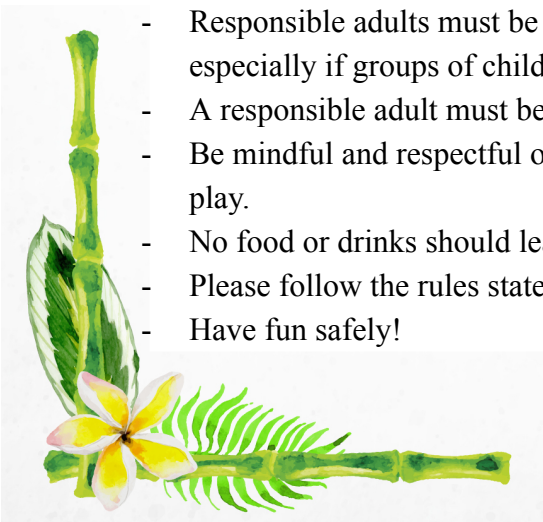 - Responsible adults must be
especially if groups of child
- A responsible adult must be
- Be mindful and respectful o
play.
- No food or drinks should lea
- Please follow the rules state
- Have fun safely!